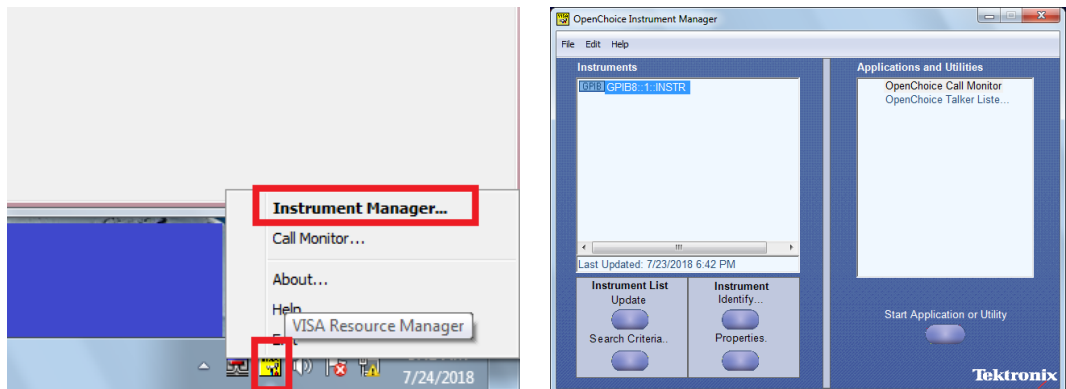 Instrument Manager...
Call Monitor...
About...
Help
VISA Resource Manager
7/24/2018
OpenChoice Instrument Manager
File Edit Help
Instruments
GPIB GPIB8::1::INSTR
Last Updated: 7/23/2018 6:42 PM
Instrument List
Update
Search Criteria..
Instrument
Identify...
Properties.
Applications and Utilities
OpenChoice Call Monitor
OpenChoice Talker Liste...
Start Application or Utility
Tektronix